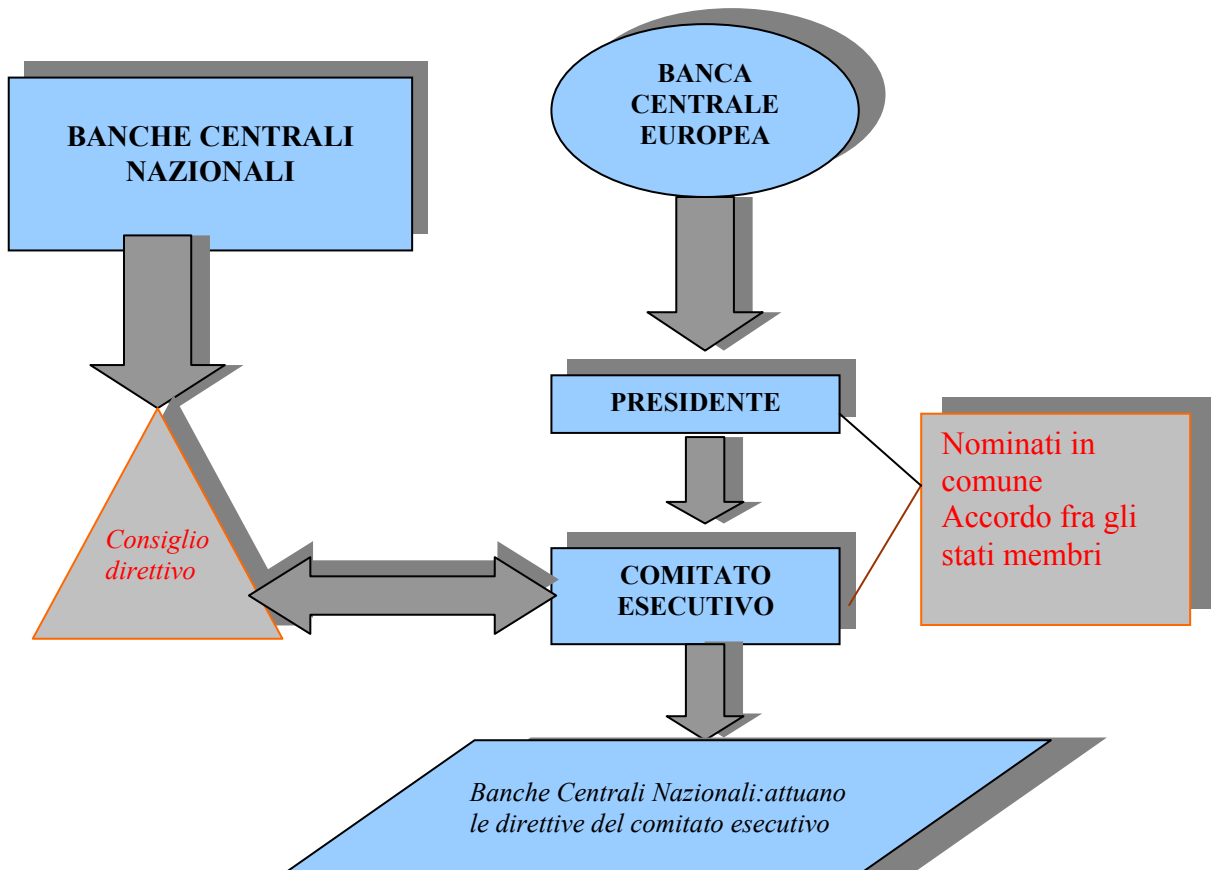 BANCHE CENTRALI
NAZIONALI
BANCA
CENTRALE
EUROPEA
PRESIDENTE
Nominati in
comune
Accordo fra gli
stati membri
Consiglio
direttivo
COMITATO
ESECUTIVO
Banche Centrali Nazionali:attuano
le direttive del comitato esecutivo